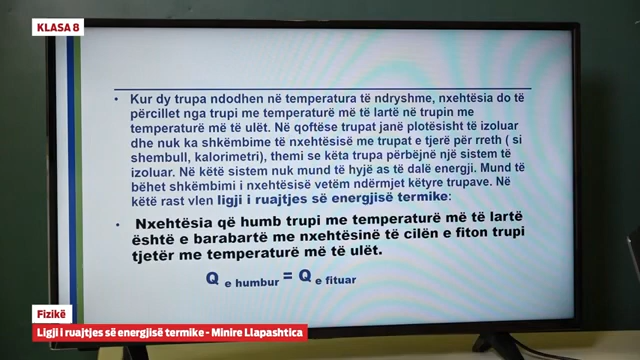 KLASA 8
• Kur dy trupa ndodhen në temperatura të ndryshme, nxehtësia do të
përcillet nga trupi me temperaturë më të lartë në trupin me
temperaturë më të ulët. Në qoftëse trupat janë plotësisht të izoluar
dhe nuk ka shkëmbime të nxehtësisë me trupat e tjerë për rreth ( si
shembull, kalorimetri), themi se këta trupa përbëjnë një sistem të
izoluar. Në këtë sistem nuk mund të hyjë as të dalë energji. Mund të
bëhet shkëmbimi i nxehtësisë vetëm ndërmjet këtyre trupave. Në
këtë rast vlen ligji i ruajtjes së energjisë termike:
• Nxehtësia që humb trupi me temperaturë më të lartë
është e barabartë me nxehtësinë të cilën e fiton trupi
tjetër me temperaturë më të ulët.
Q e humbur = Q e fituar
Fizikë
Ligji i ruajtjes së energjisë termike - Minire Llapashtica